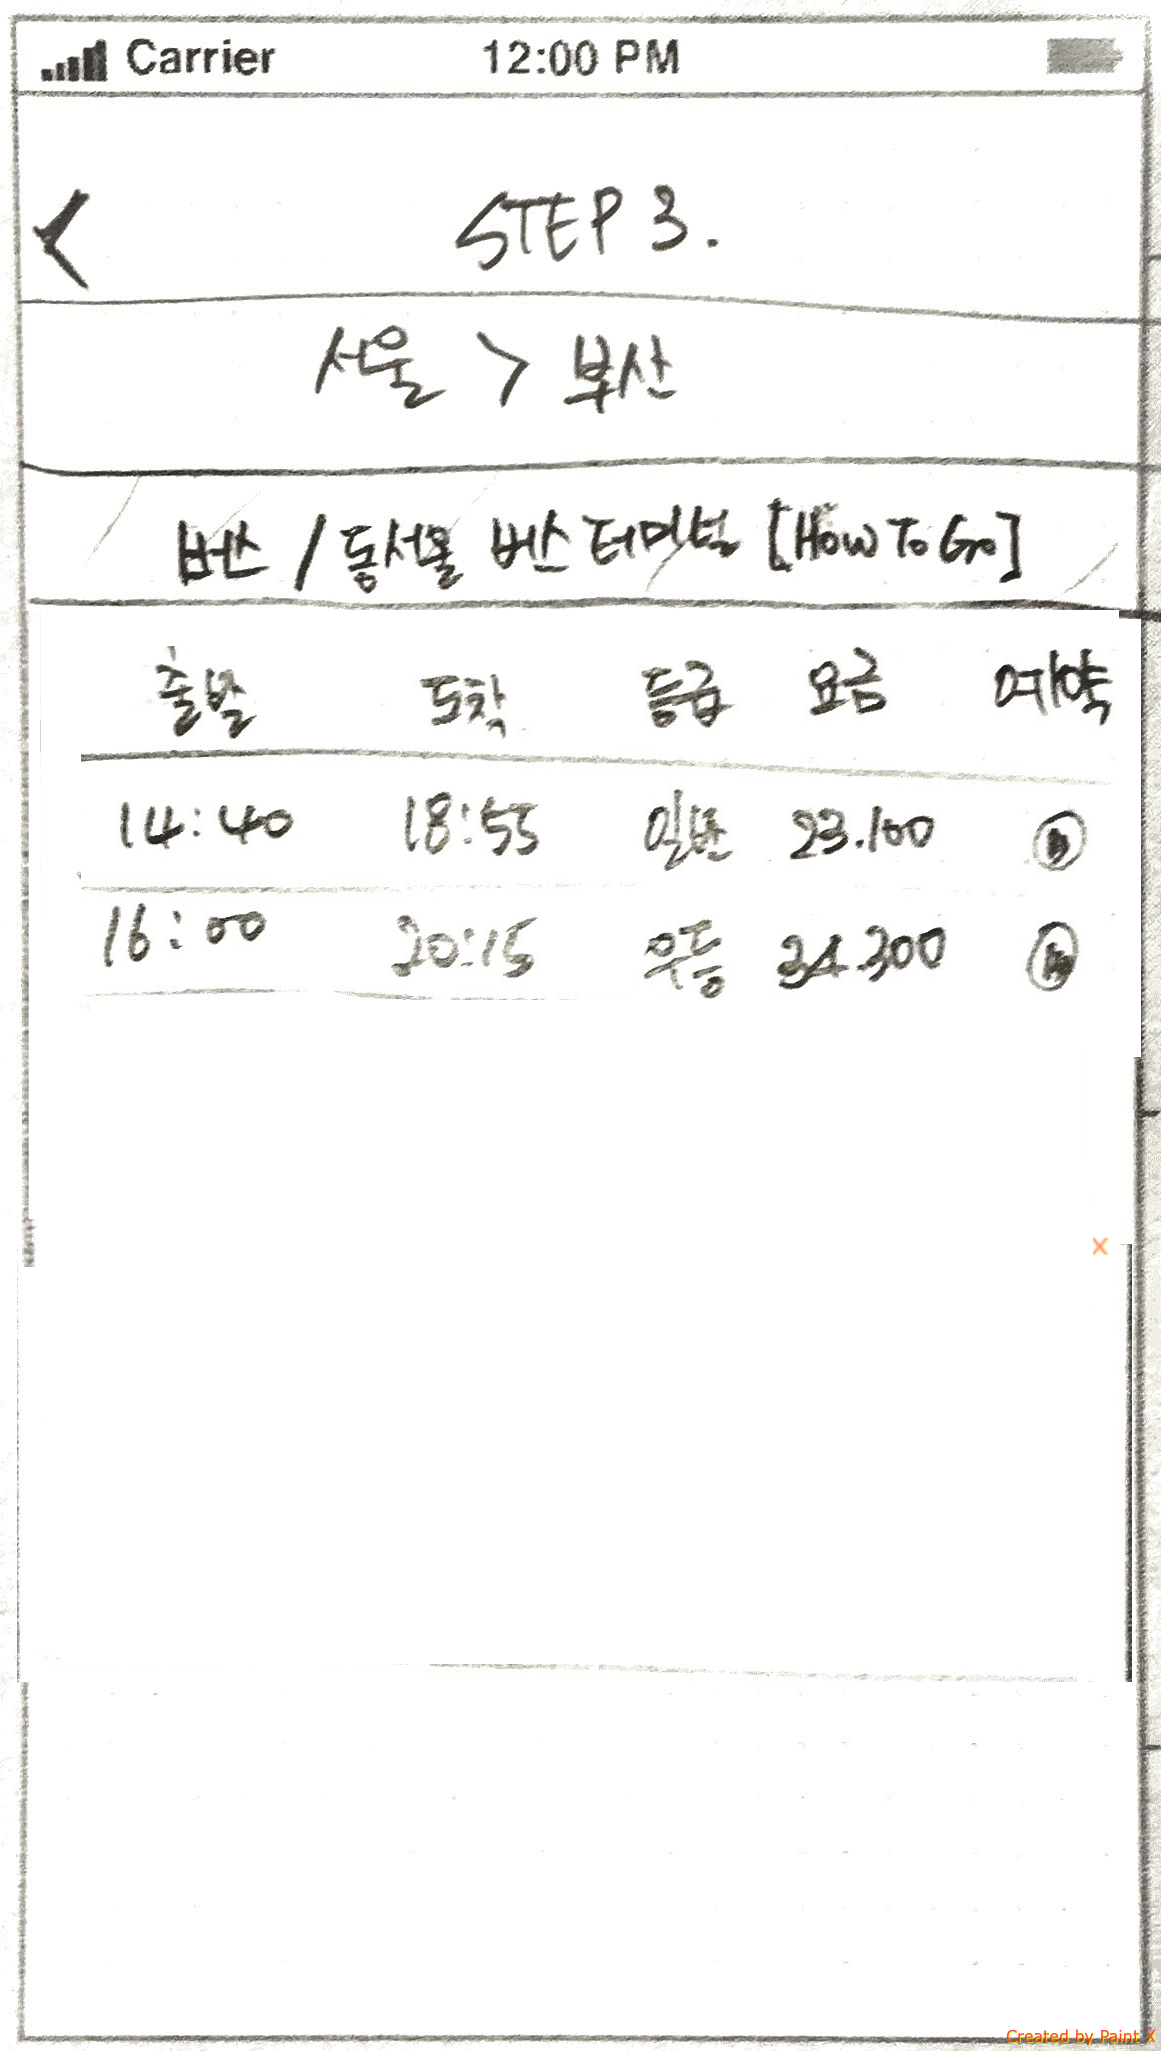 Carrier 12:00 PM
<
STEP 3.
서울 > 부산
버스 / 동서울 버스 터미널 [How To Go]
출발 도착 등급 요금 예약
14:40 18:55 일반 23.100
16:00 20:15 우등 34.300
x
Created by Paint X